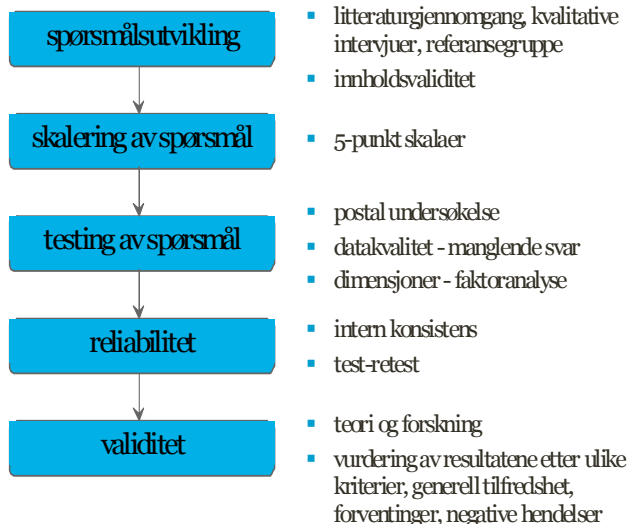 spørsmålsutvikling
litteraturgjennomgang, kvalitative
intervjuer, referansegruppe
innholdsvaliditet
skalering av spørsmål
5-punkt skalaer
testing av spørsmål
postal undersøkelse
datakvalitet - manglende svar
dimensjoner - faktoranalyse
reliabilitet
intern konsistens
test-retest
validitet
teori og forskning
vurdering av resultatene etter ulike
kriterier, generell tilfredshet,
forventinger, negative hendelser